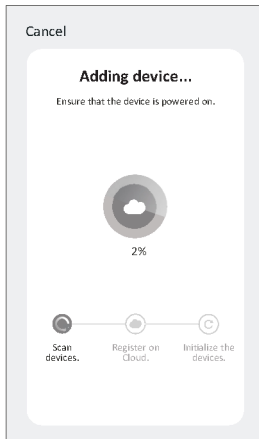 Cancel
Adding device...
Ensure that the device is powered on.
2%
Scan
devices.
Register on
Cloud.
Initialize the
devices.